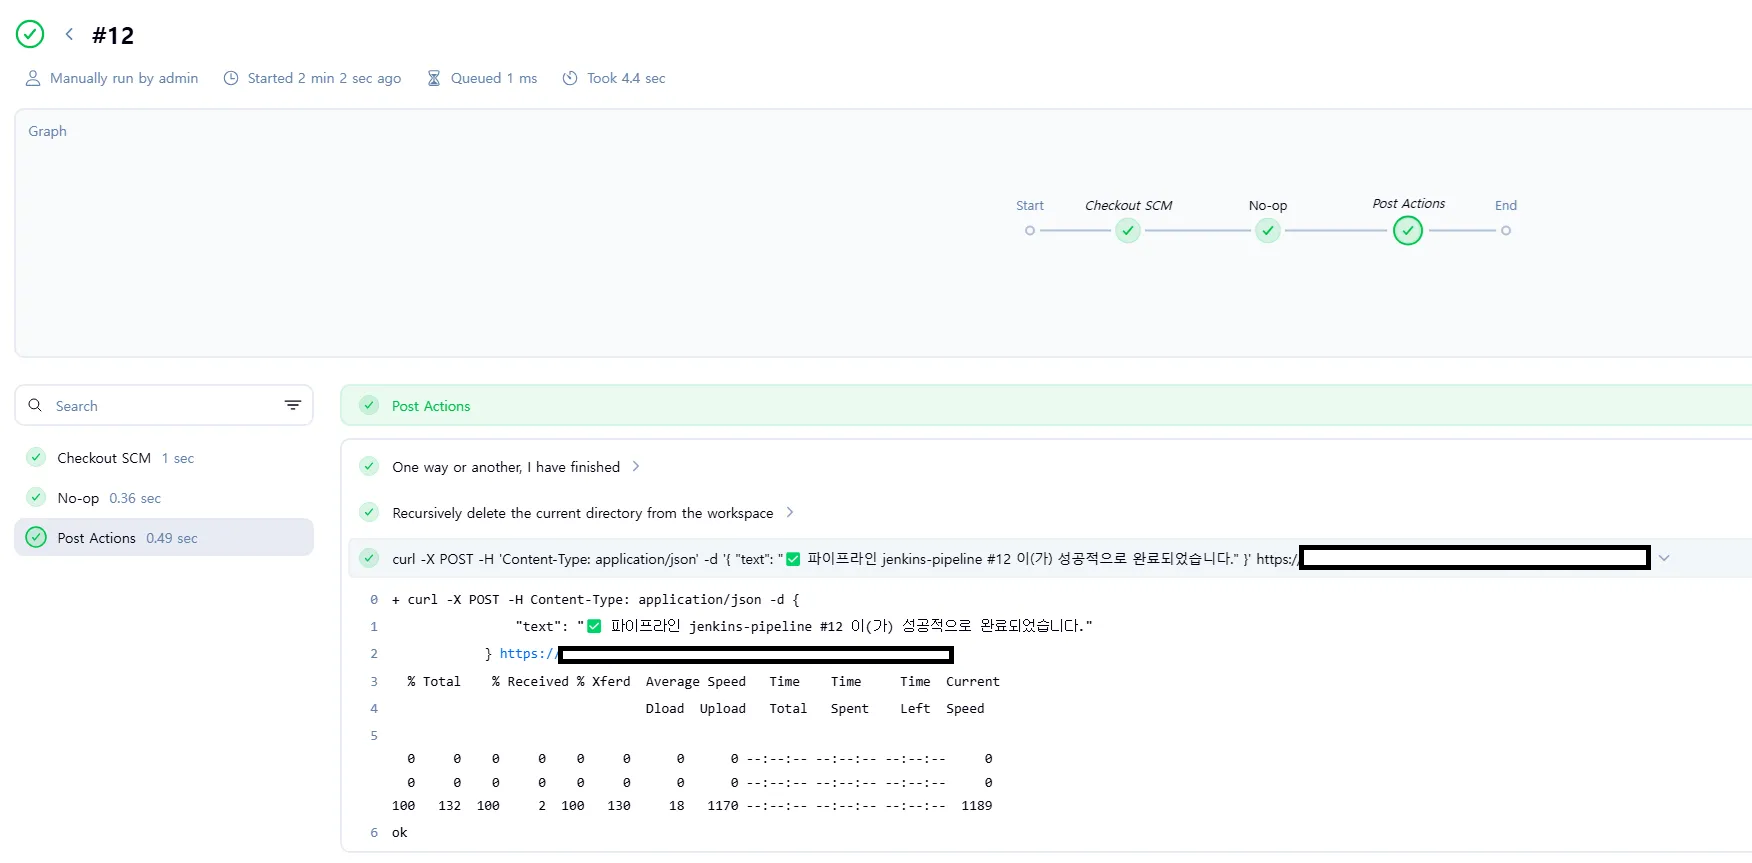 #12
Manually run by admin Started 2 min 2 sec ago Queued 1 ms Took 4.4 sec
Graph
Start Checkout SCM No-op Post Actions End
Search
Checkout SCM 1 sec
No-op 0.36 sec
Post Actions 0.49 sec
Post Actions
One way or another, I have finished
Recursively delete the current directory from the workspace
curl -X POST -H 'Content-Type: application/json' -d '{ "text": "✅ 파이프라인 jenkins-pipeline #12 이(가) 성공적으로 완료되었습니다." }' https:/
0 + curl -X POST -H Content-Type: application/json -d {
1 "text": "✅ 파이프라인 jenkins-pipeline #12 이(가) 성공적으로 완료되었습니다."
2 } https://
3 % Total % Received % Xferd Average Speed Time Time Time Current
4 Dload Upload Total Spent Left Speed
5
0 0 0 0 0 0 0 0 --:--:-- --:--:-- --:--:-- 0
0 0 0 0 0 0 0 0 --:--:-- --:--:-- --:--:-- 0
100 132 100 2 100 130 18 1170 --:--:-- --:--:-- --:--:-- 1189
6 ok